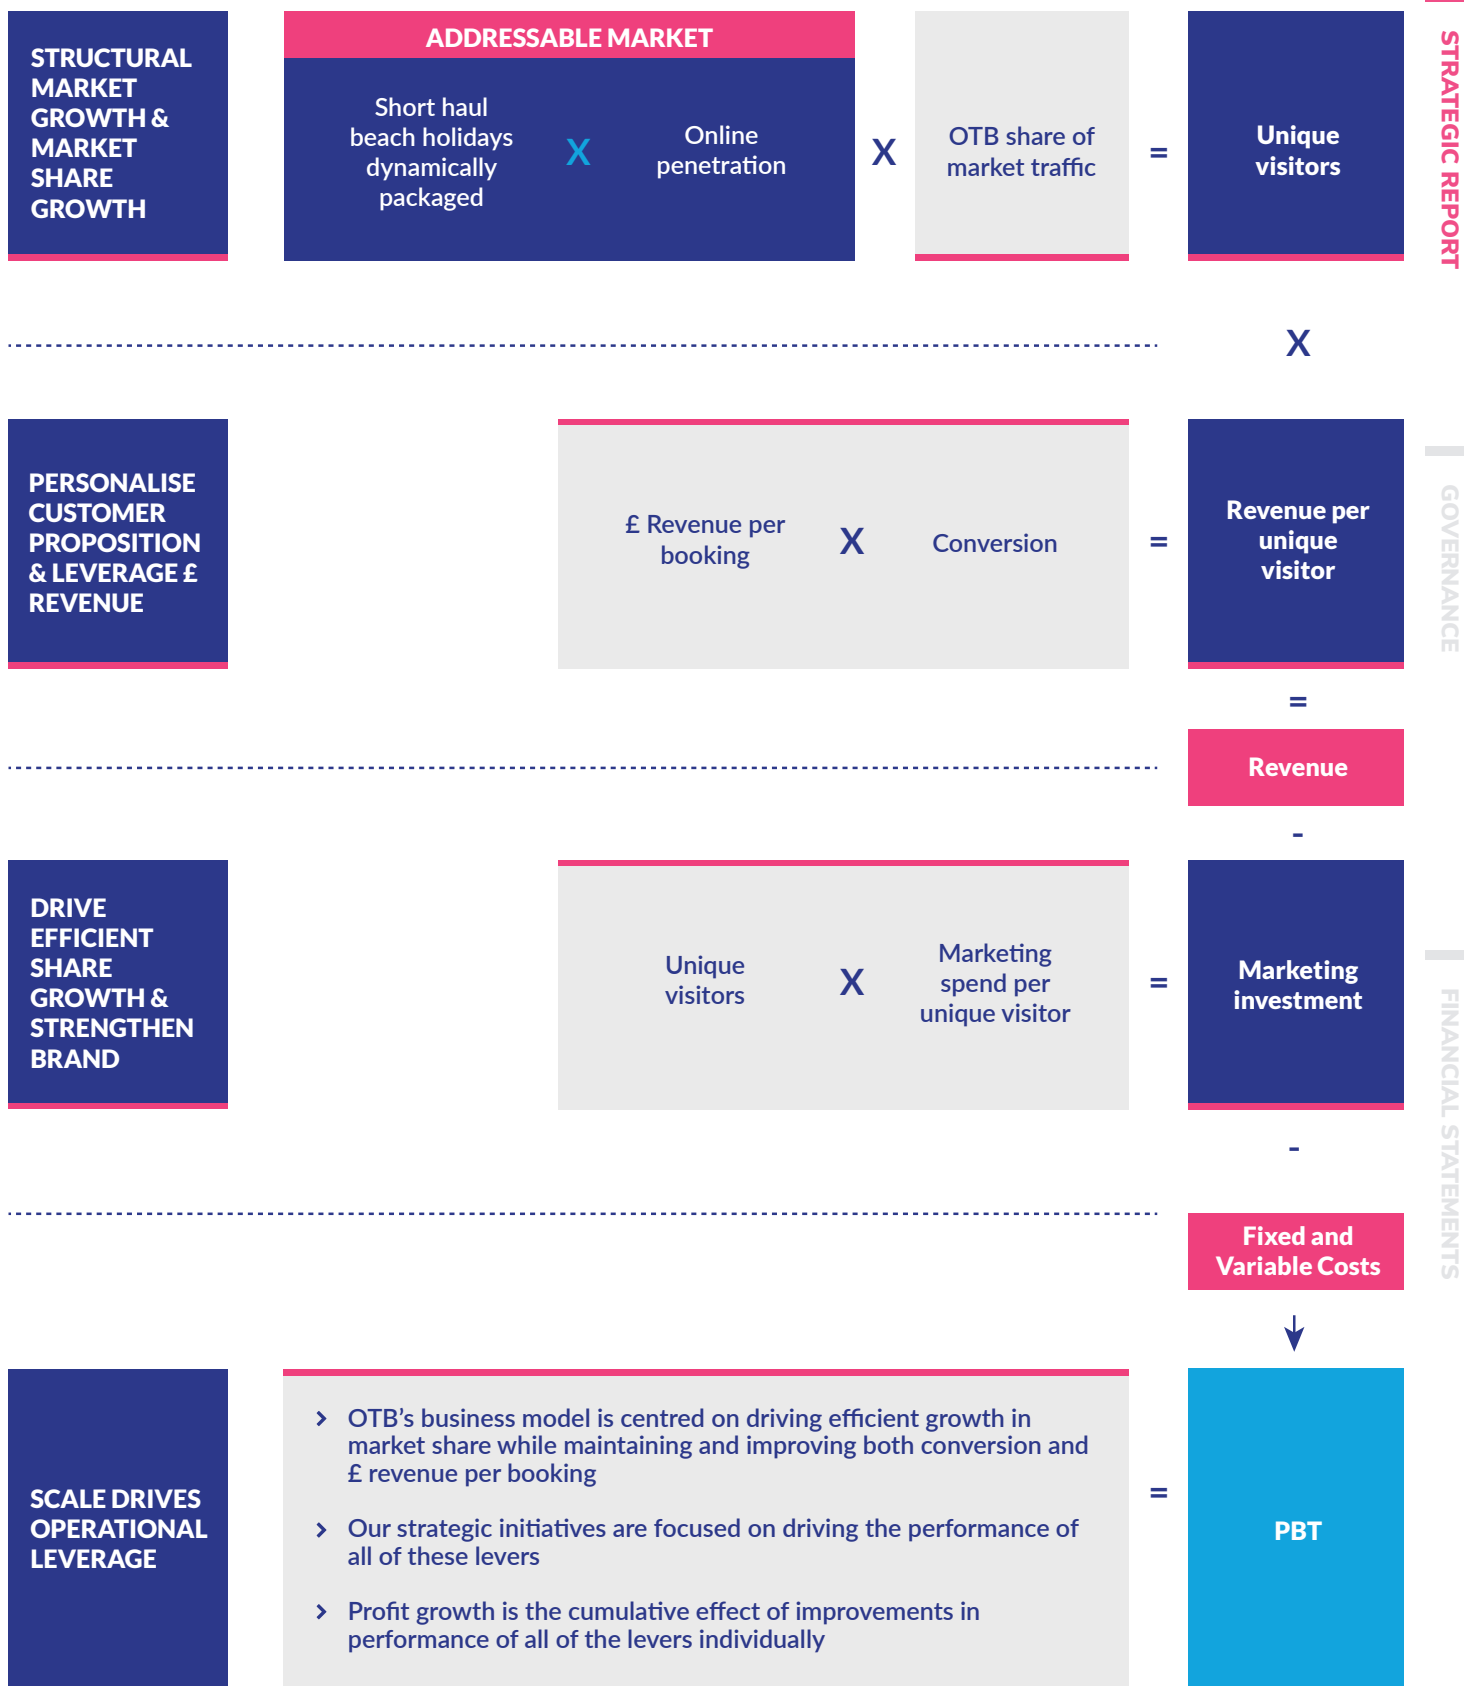 STRUCTURAL
MARKET
GROWTH &
MARKET
SHARE
GROWTH
ADDRESSABLE MARKET
Short haul
beach holidays
dynamically
packaged
X
Online
penetration
X
OTB share of
market traffic
=
Unique
visitors
X
PERSONALISE
CUSTOMER
PROPOSITION
& LEVERAGE £
REVENUE
£ Revenue per
booking
X
Conversion
=
Revenue per
unique
visitor
=
Revenue
-
DRIVE
EFFICIENT
SHARE
GROWTH &
STRENGTHEN
BRAND
Unique
visitors
X
Marketing
spend per
unique visitor
=
Marketing
investment
-
Fixed and
Variable Costs
SCALE DRIVES
OPERATIONAL
LEVERAGE
OTB’s business model is centred on driving efficient growth in
market share while maintaining and improving both conversion and
£ revenue per booking
Our strategic initiatives are focused on driving the performance of
all of these levers
Profit growth is the cumulative effect of improvements in
performance of all of the levers individually
=
PBT
STRATEGIC REPORT
GOVERNANCE
FINANCIAL STATEMENTS